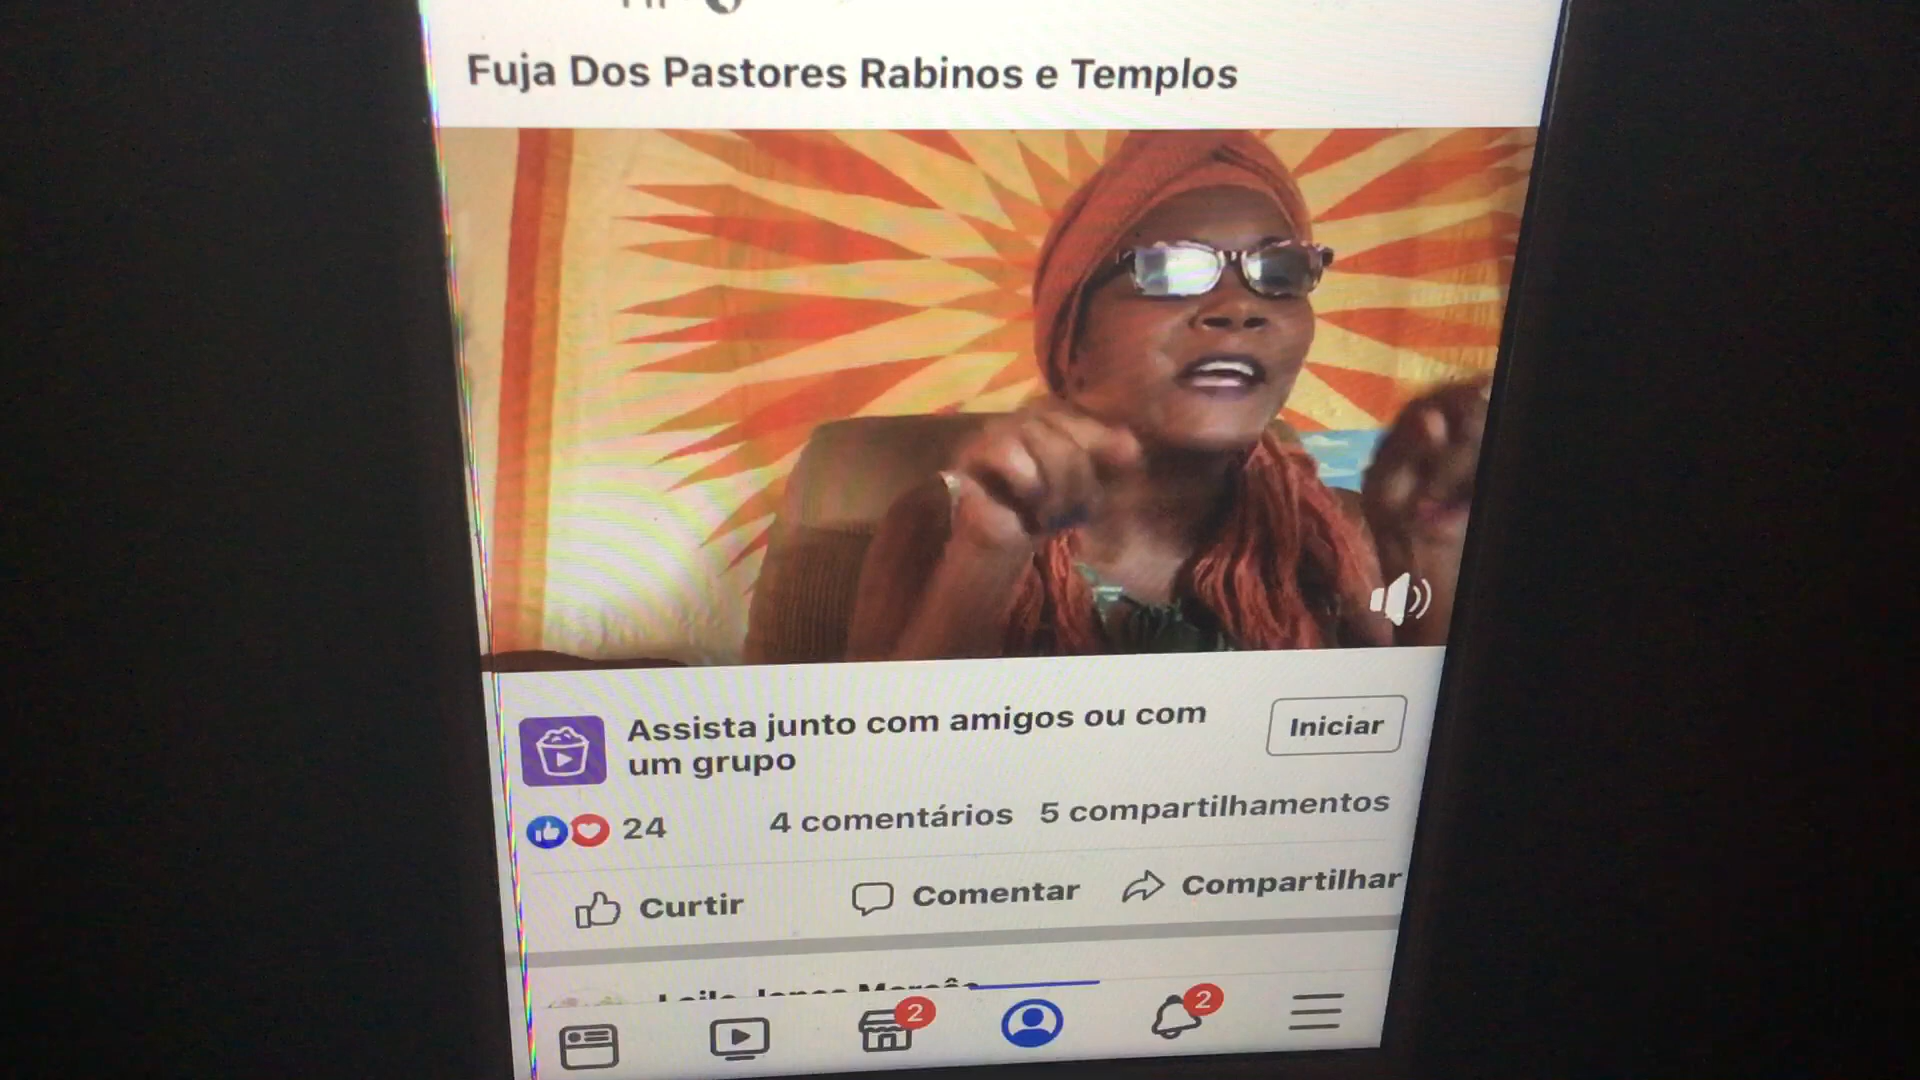 Fuja Dos Pastores Rabinos e Templos
Assista junto com amigos ou com
um grupo
Iniciar
24
4 comentários
5 compartilhamentos
Curtir
Comentar
Compartilhar
2
2